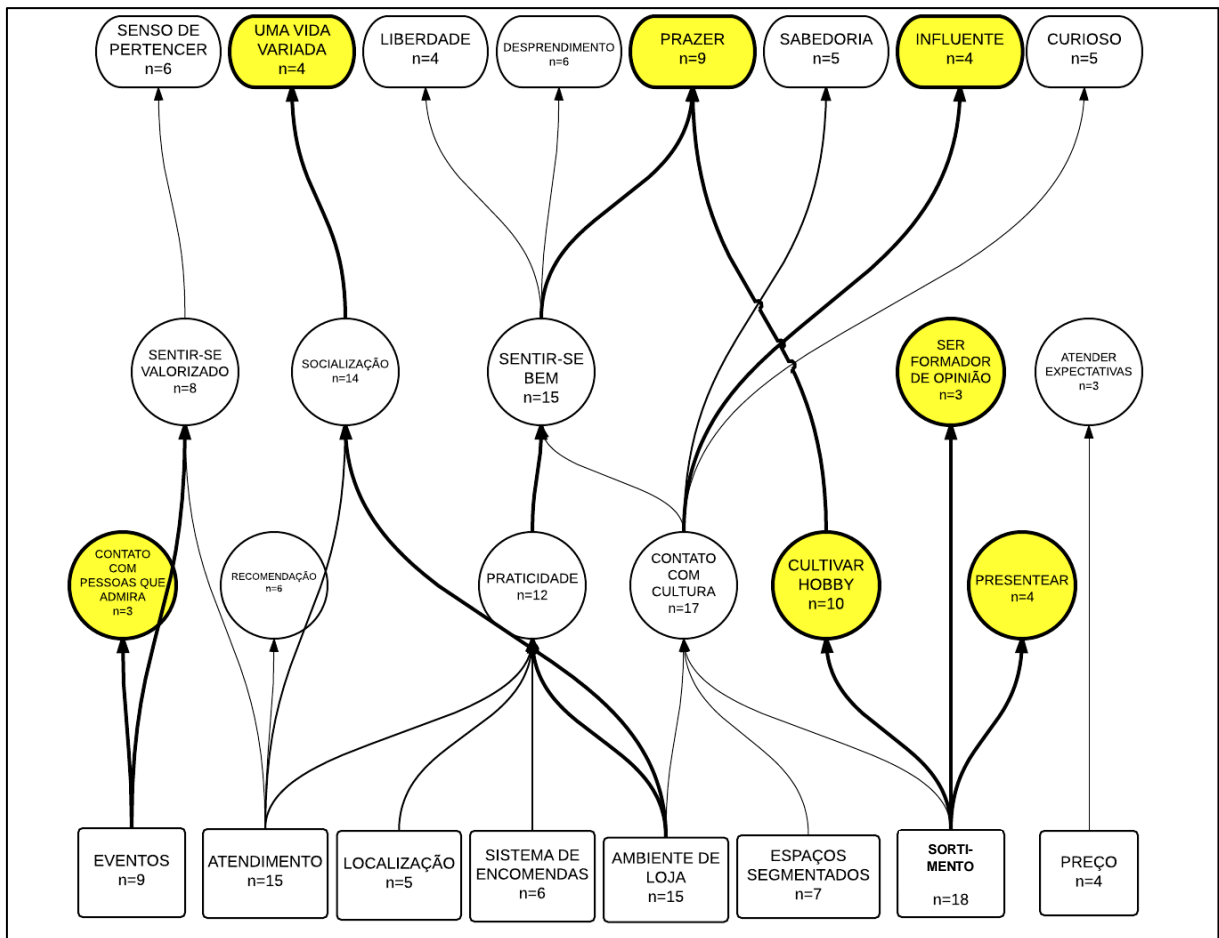 SENSO DE
PERTENCER
n=6
UMA VIDA
VARIADA
n=4
LIBERDADE
n=4
DESPRENDIMENTO
n=6
PRAZER
n=9
SABEDORIA
n=5
INFLUENTE
n=4
CURIOSO
n=5
SENTIR-SE
VALORIZADO
n=8
SOCIALIZAÇÃO
n=14
SENTIR-SE
BEM
n=15
SER
FORMADOR
DE OPINIÃO
n=3
ATENDER
EXPECTATIVAS
n=3
CONTATO
COM
PESSOAS QUE
ADMIRA
n=3
RECOMENDAÇÃO
n=6
PRATICIDADE
n=12
CONTATO
COM
CULTURA
n=17
CULTIVAR
HOBBY
n=10
PRESENTEAR
n=4
EVENTOS
n=9
ATENDIMENTO
n=15
LOCALIZAÇÃO
n=5
SISTEMA DE
ENCOMENDAS
n=6
AMBIENTE DE
LOJA
n=15
ESPAÇOS
SEGMENTADOS
n=7
SORTI-
MENTO
n=18
PREÇO
n=4